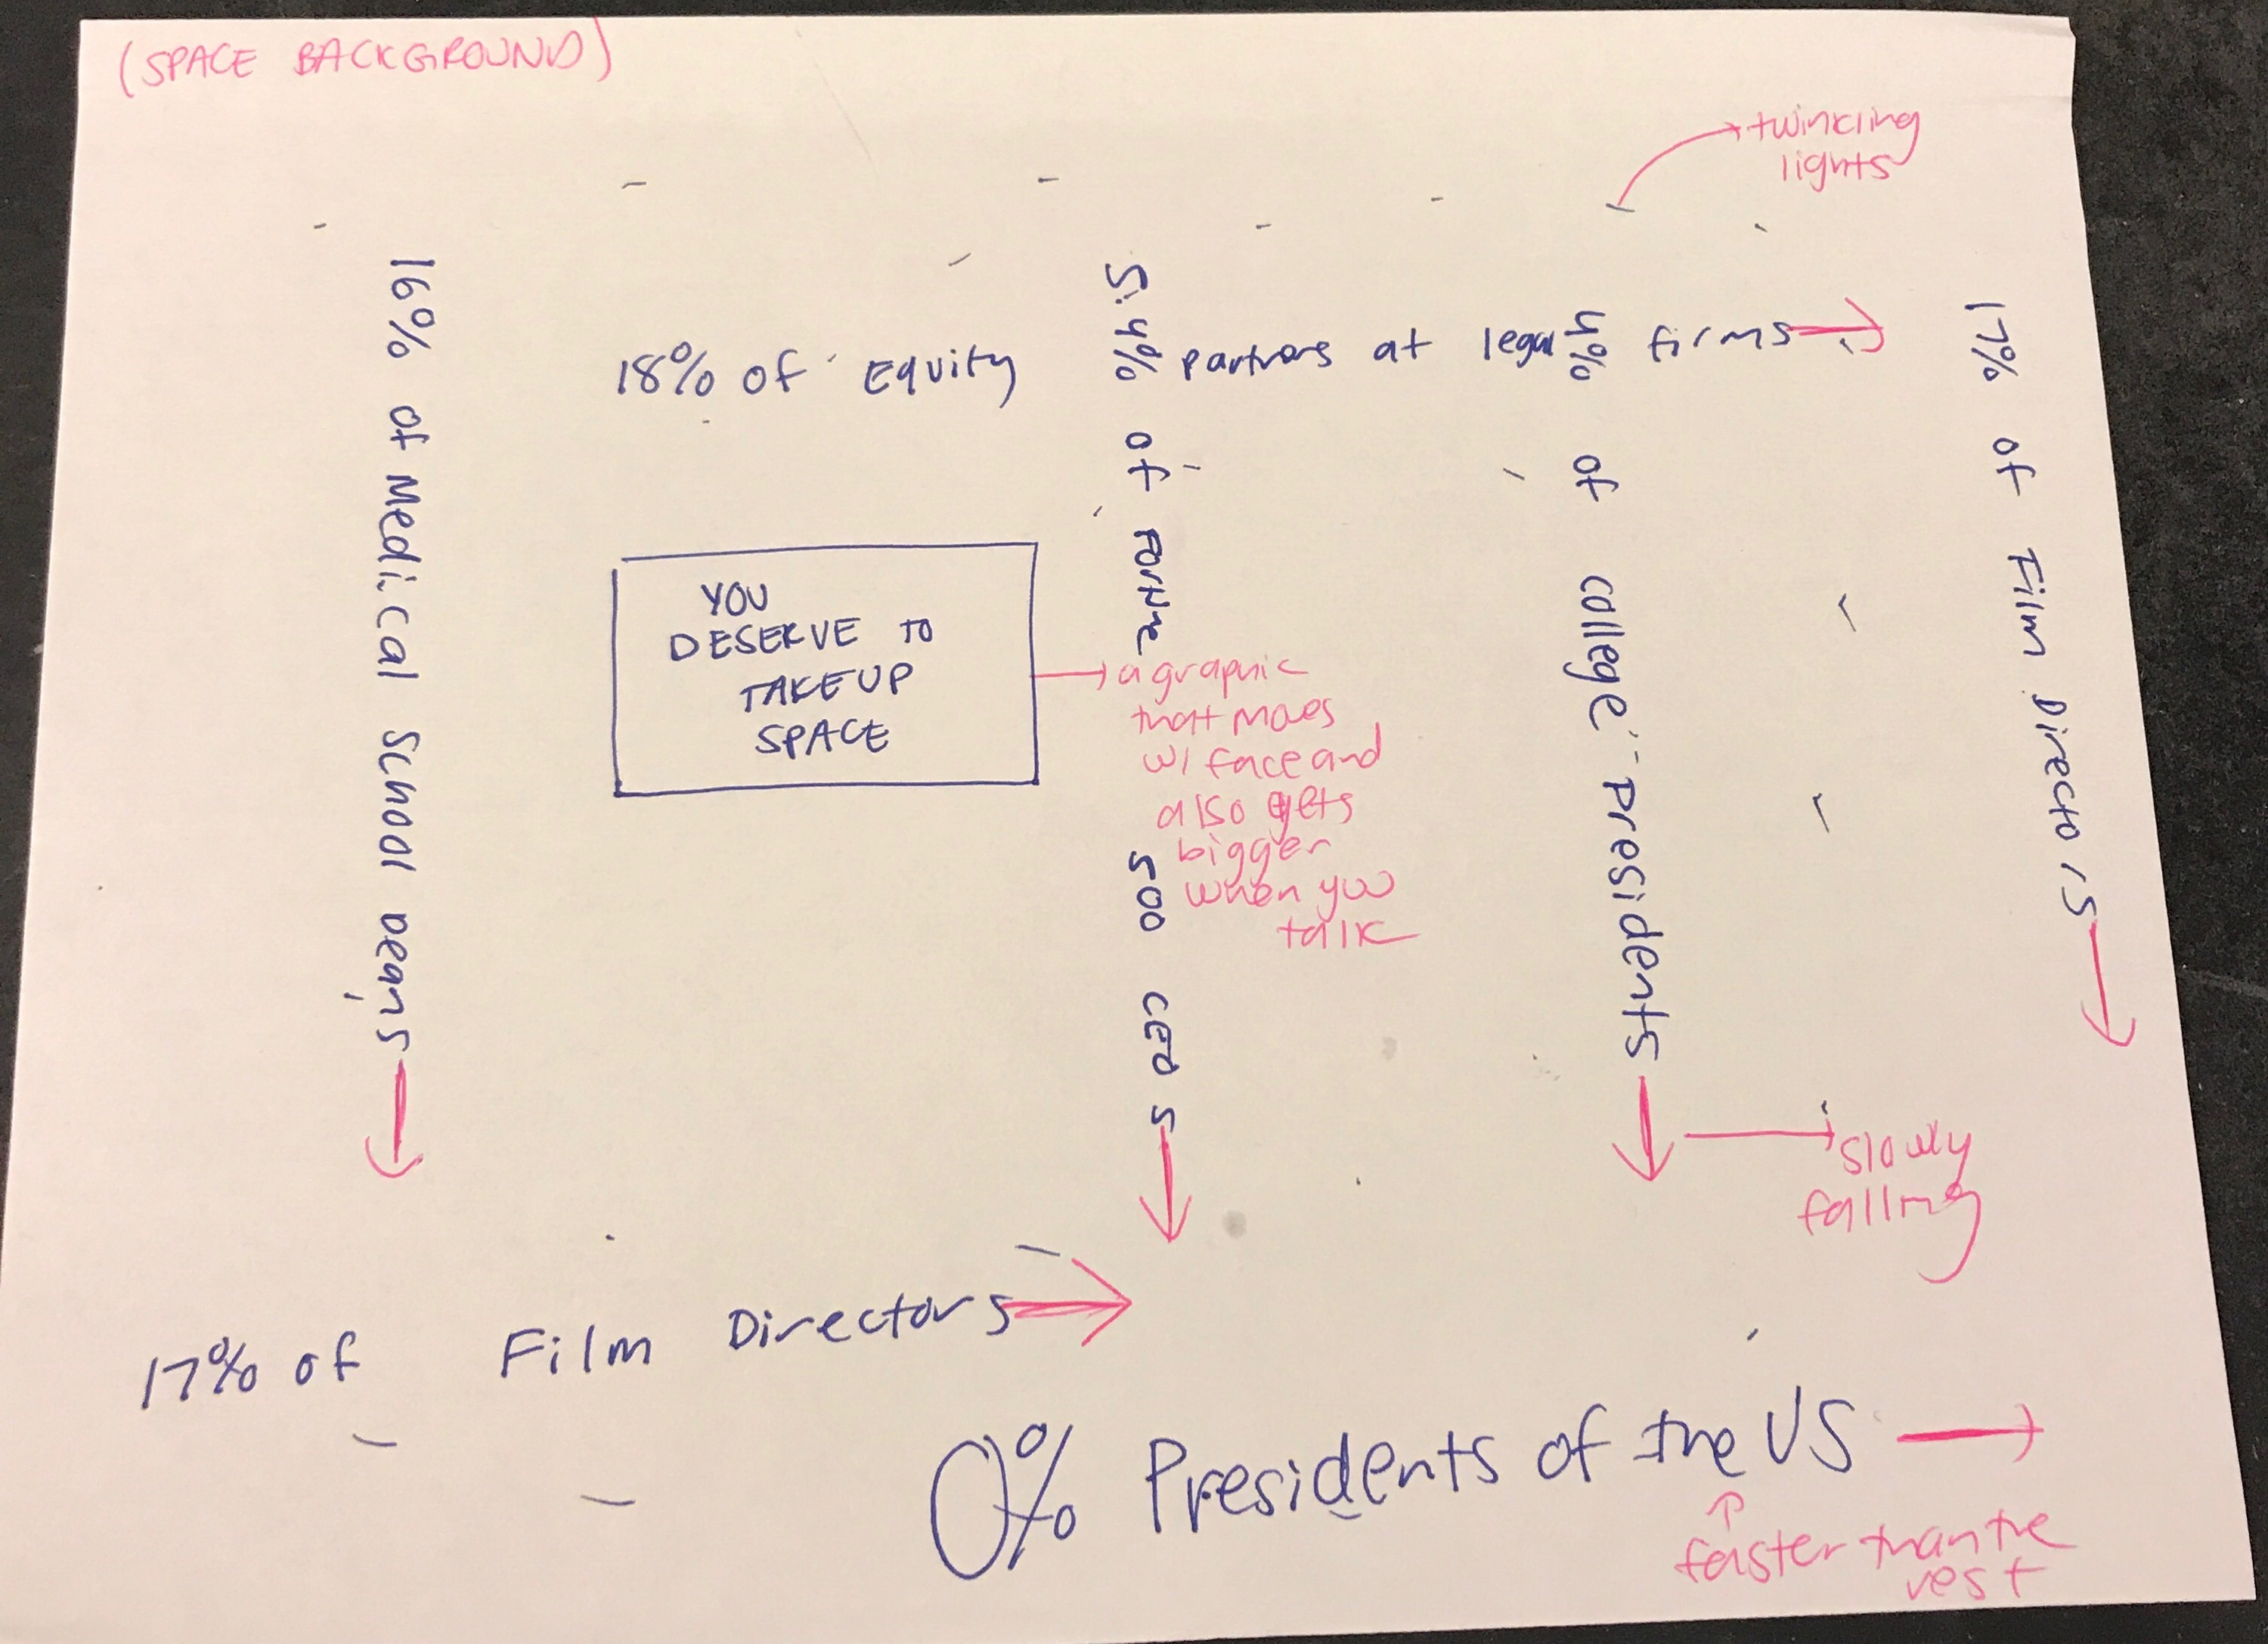 (SPACE BACKGROUND)
twinkling
lights
16% of Medical School Deans
18% of Equity partners at legal firms
5.4% of Fortune 500 CEOs
4% of college Presidents
17% of Film Directors
YOU
DESERVE TO
TAKE UP
SPACE
a graphic
that moves
w/ face and
also gets
bigger
when you
talk
slowly
falling
17% of Film Directors
0% Presidents of the US
faster than the
rest